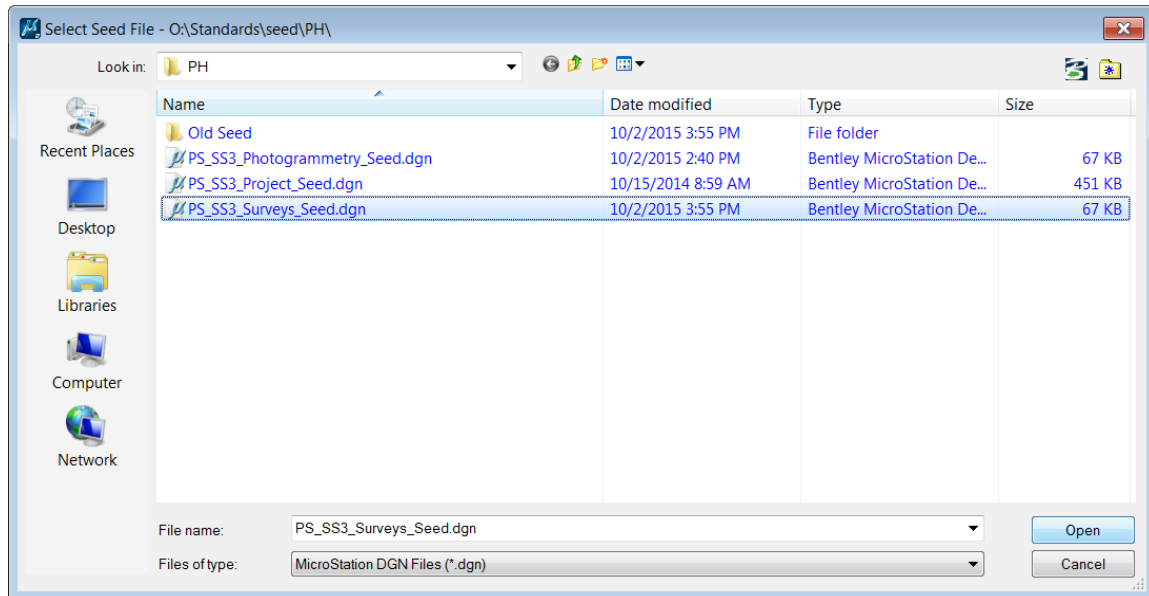 Select Seed File - O:\Standards\seed\PH\
Look in: PH
Name Date modified Type Size
Old Seed 10/2/2015 3:55 PM File folder
PS_SS3_Photogrammetry_Seed.dgn 10/2/2015 2:40 PM Bentley MicroStation De... 67 KB
PS_SS3_Project_Seed.dgn 10/15/2014 8:59 AM Bentley MicroStation De... 451 KB
PS_SS3_Surveys_Seed.dgn 10/2/2015 3:55 PM Bentley MicroStation De... 67 KB
Recent Places
Desktop
Libraries
Computer
Network
File name: PS_SS3_Surveys_Seed.dgn Open
Files of type: MicroStation DGN Files (*.dgn) Cancel